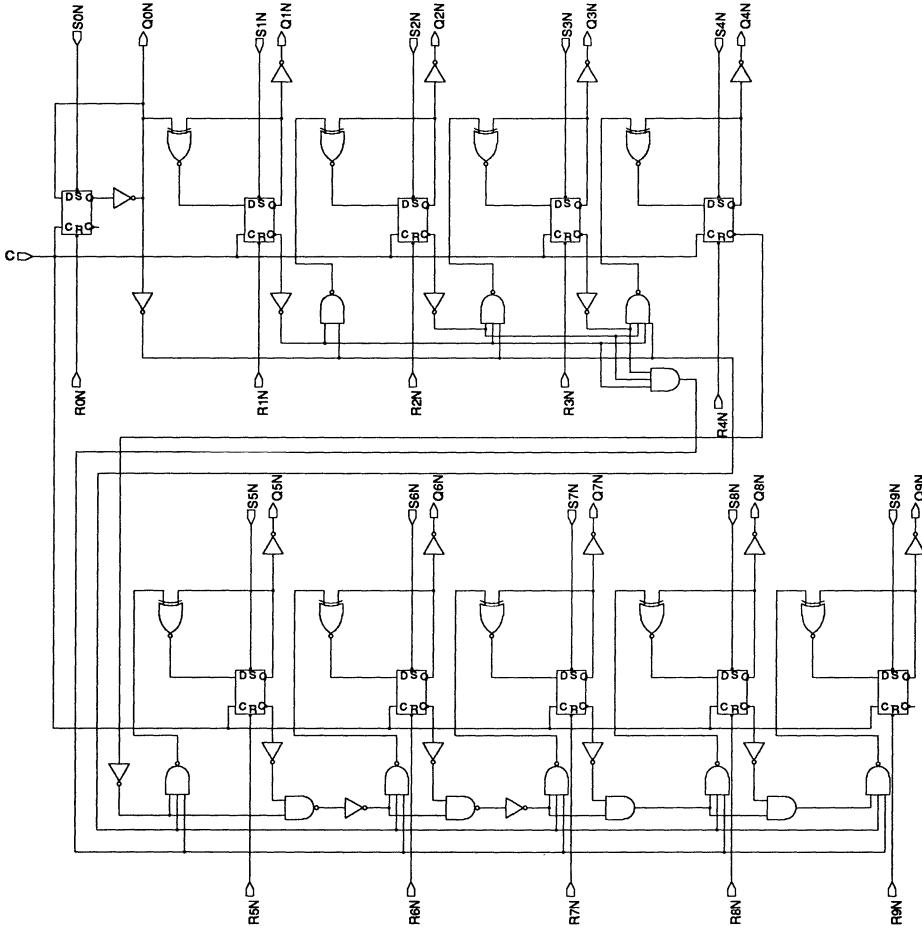 S0N Q0N S1N Q1N S2N Q2N S3N Q3N S4N Q4N
D S Q D S Q D S Q D S Q D S Q
C R Q C R Q C R Q C R Q C R Q
C
R0N R1N R2N R3N R4N
S5N Q5N S6N Q6N S7N Q7N S8N Q8N S9N Q9N
D S Q D S Q D S Q D S Q D S Q
C R Q C R Q C R Q C R Q C R Q
R5N R6N R7N R8N R9N